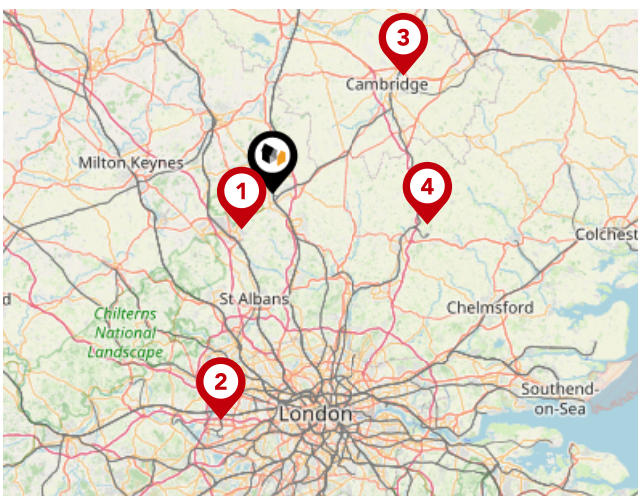 3
Cambridge
Milton Keynes
1
4
Colchest
d
St Albans
Chelmsford
Chilterns
National
Landscape
2
Southend-
on-Sea
London